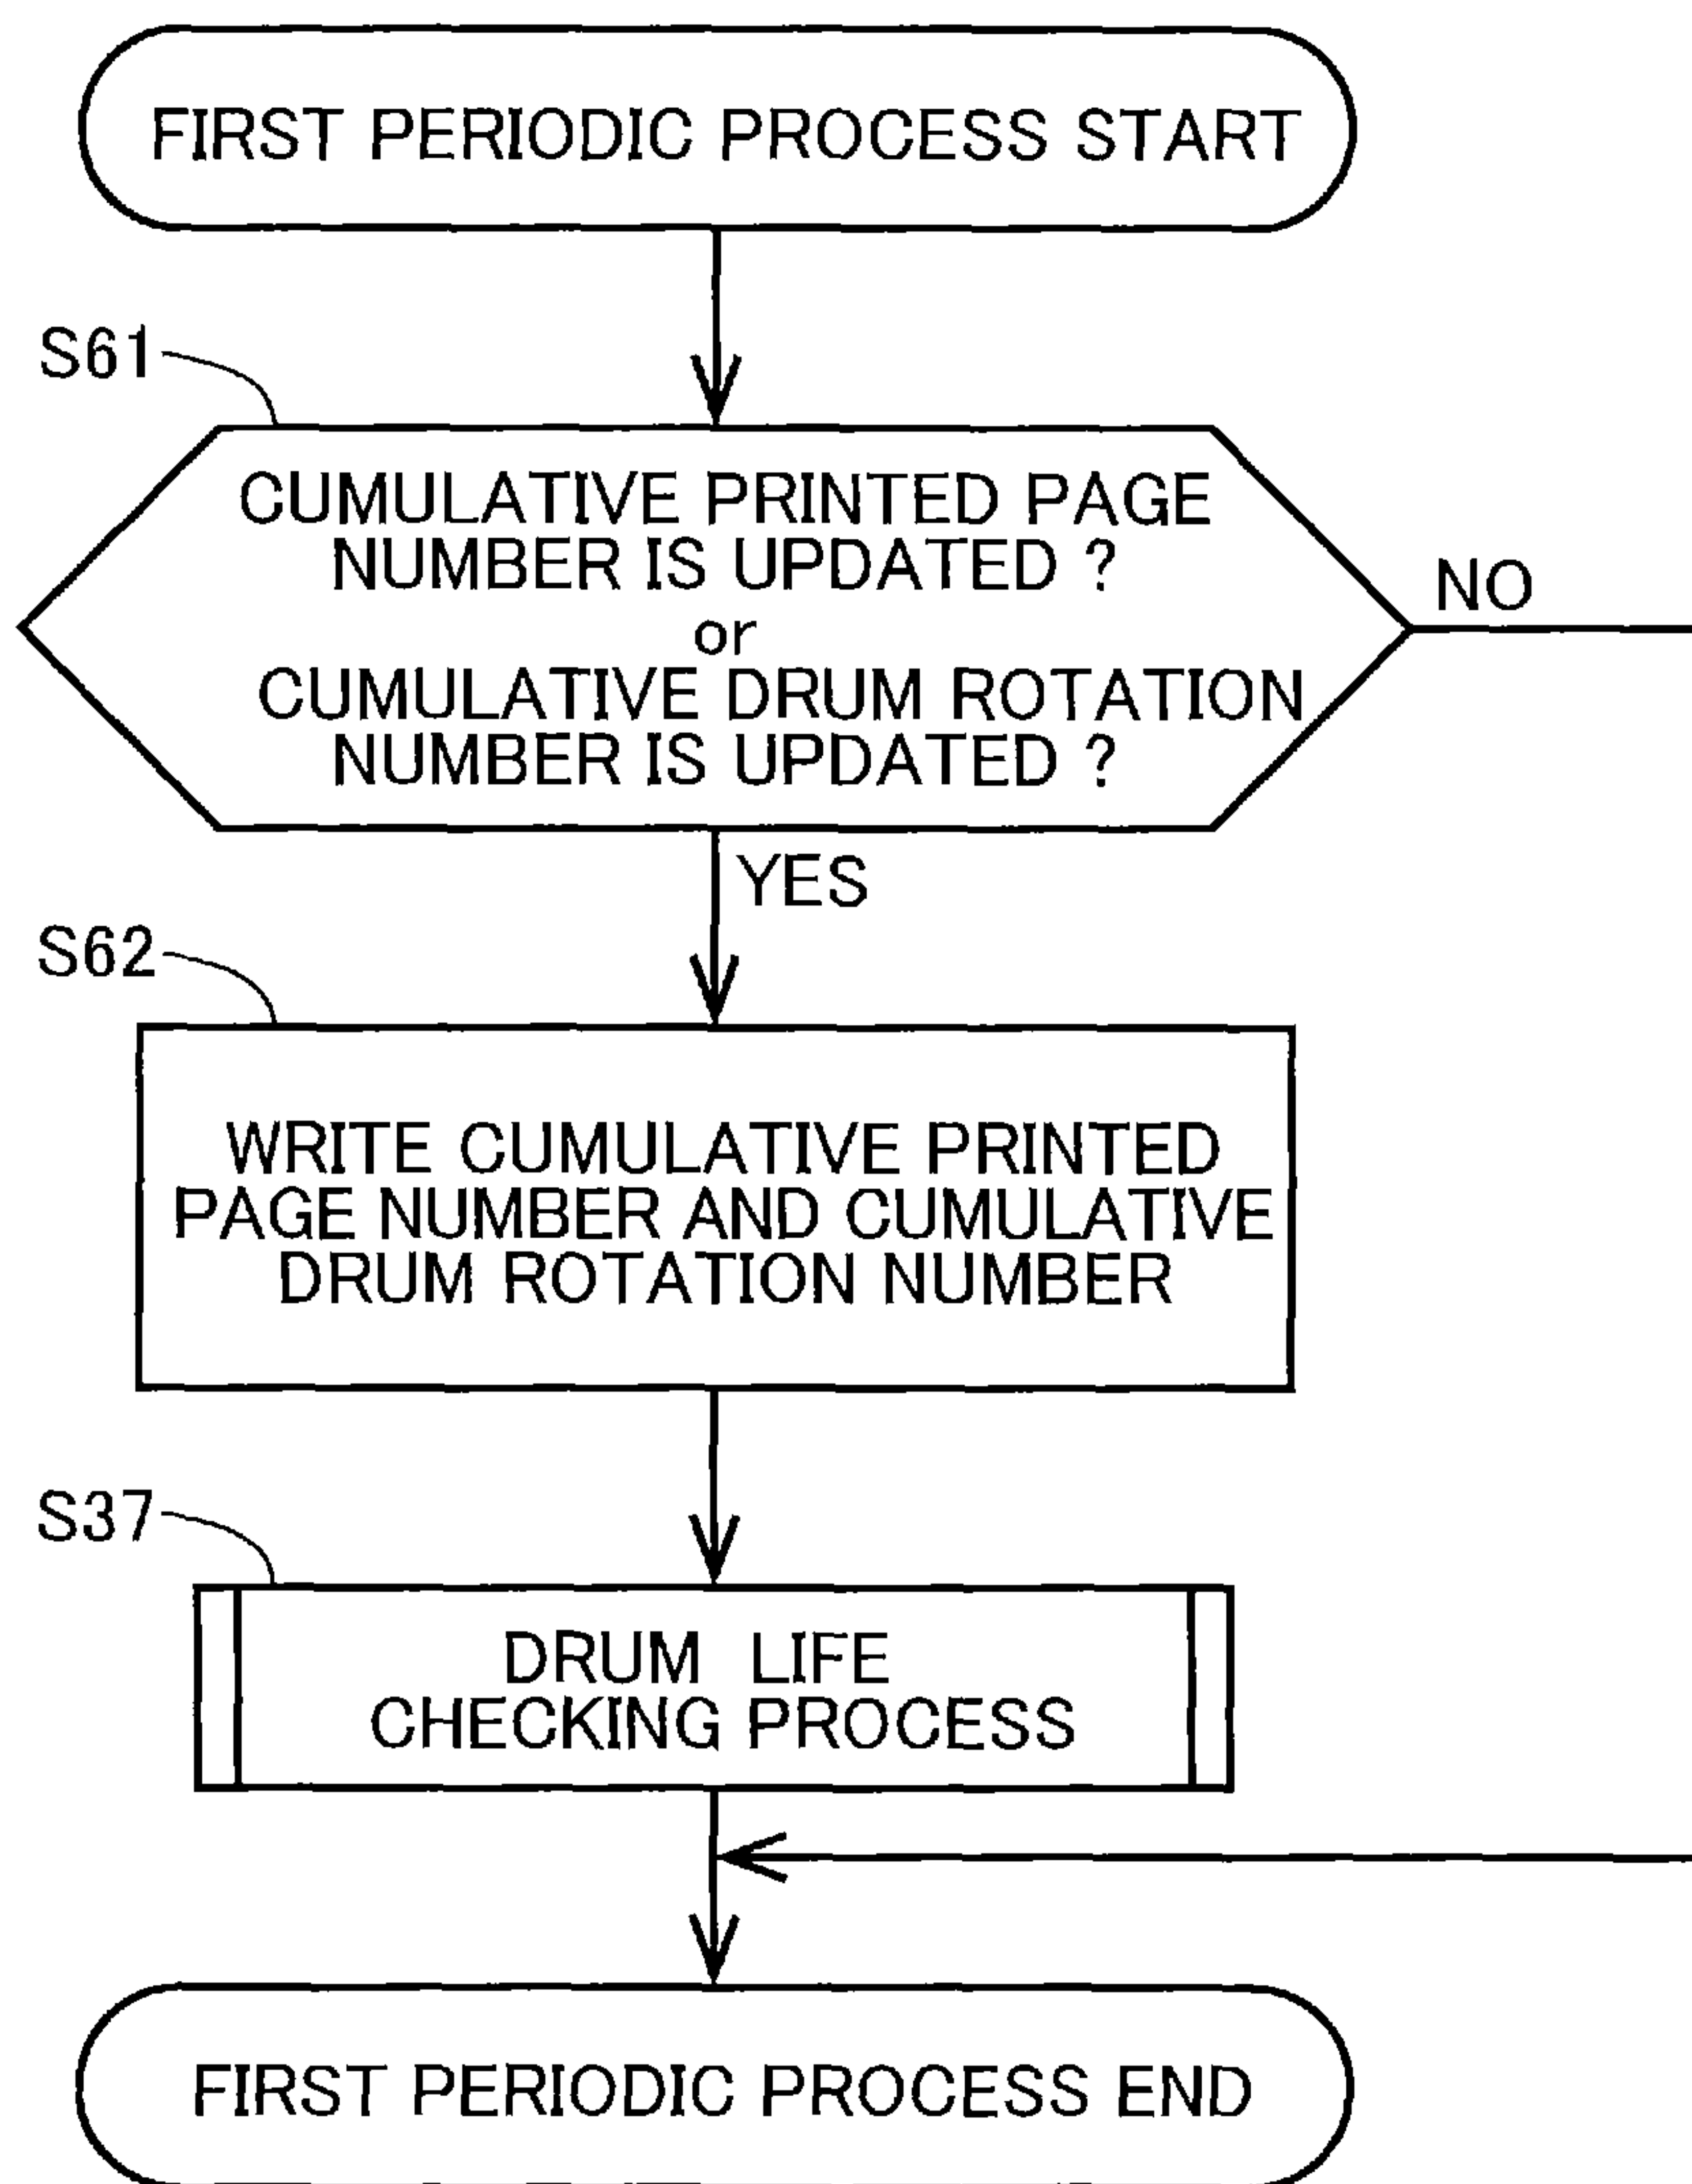 FIRST PERIODIC PROCESS START
S61
CUMULATIVE PRINTED PAGE
NUMBER IS UPDATED ?
or
CUMULATIVE DRUM ROTATION
NUMBER IS UPDATED ?
NO
YES
S62
WRITE CUMULATIVE PRINTED
PAGE NUMBER AND CUMULATIVE
DRUM ROTATION NUMBER
S37
DRUM LIFE
CHECKING PROCESS
FIRST PERIODIC PROCESS END